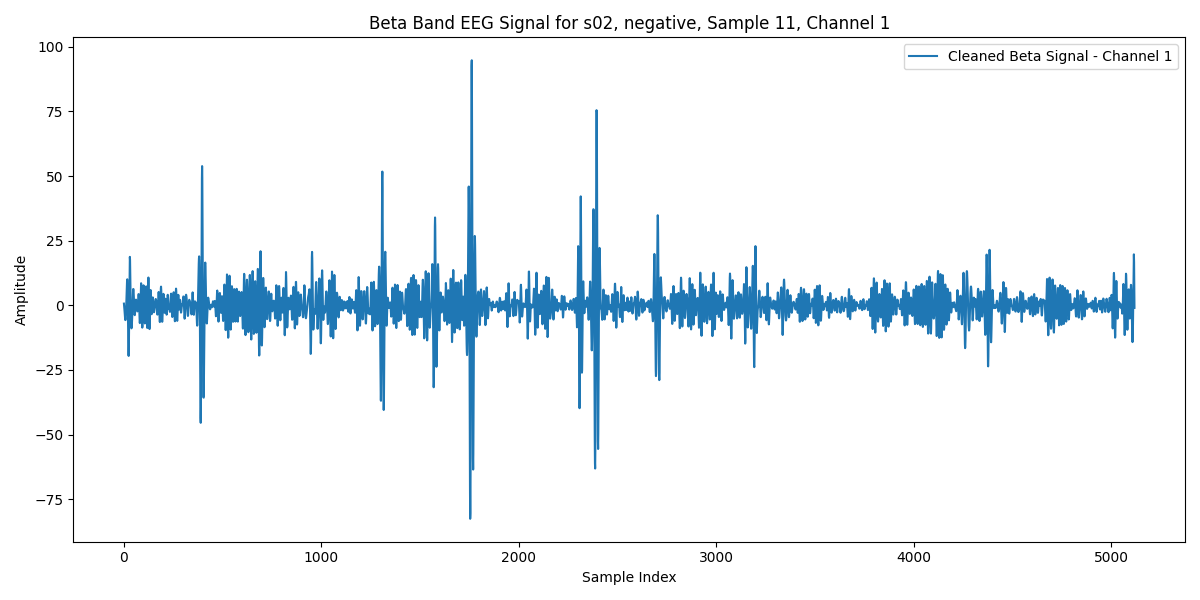 Beta Band EEG Signal for s02, negative, Sample 11, Channel 1
Cleaned Beta Signal - Channel 1
Amplitude
100
75
50
25
0
−25
−50
−75
0 1000 2000 3000 4000 5000
Sample Index